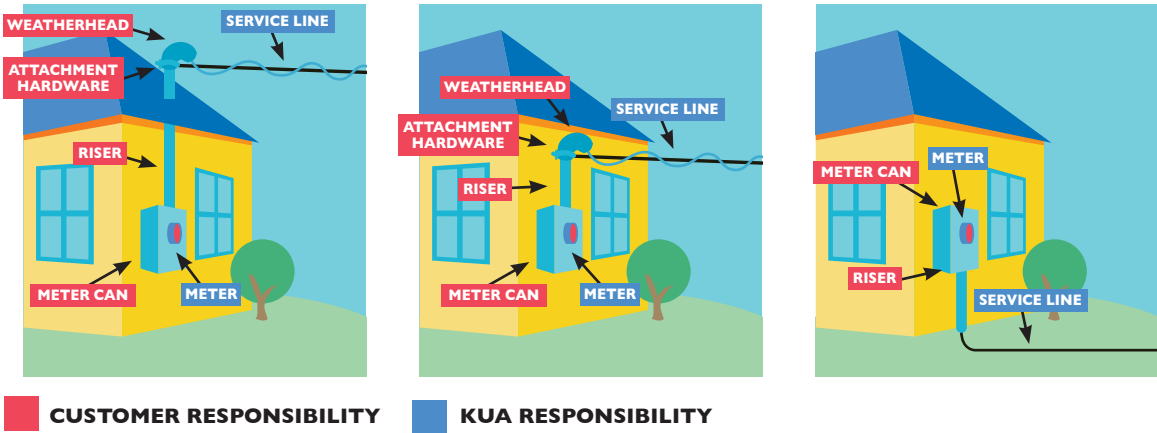 WEATHERHEAD
SERVICE LINE
ATTACHMENT
HARDWARE
RISER
METER CAN
METER
WEATHERHEAD
SERVICE LINE
ATTACHMENT
HARDWARE
RISER
METER CAN
METER
METER
METER CAN
RISER
SERVICE LINE
CUSTOMER RESPONSIBILITY
KUA RESPONSIBILITY